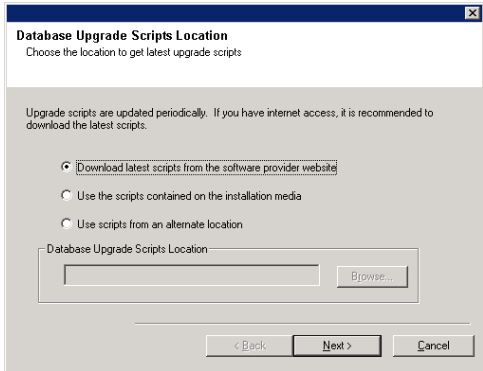 Database Upgrade Scripts Location
Choose the location to get latest upgrade scripts
Upgrade scripts are updated periodically. If you have internet access, it is recommended to
download the latest scripts.
Download latest scripts from the software provider website
Use the scripts contained on the installation media
Use scripts from an alternate location
Database Upgrade Scripts Location
Browse...
< Back
Next >
Cancel